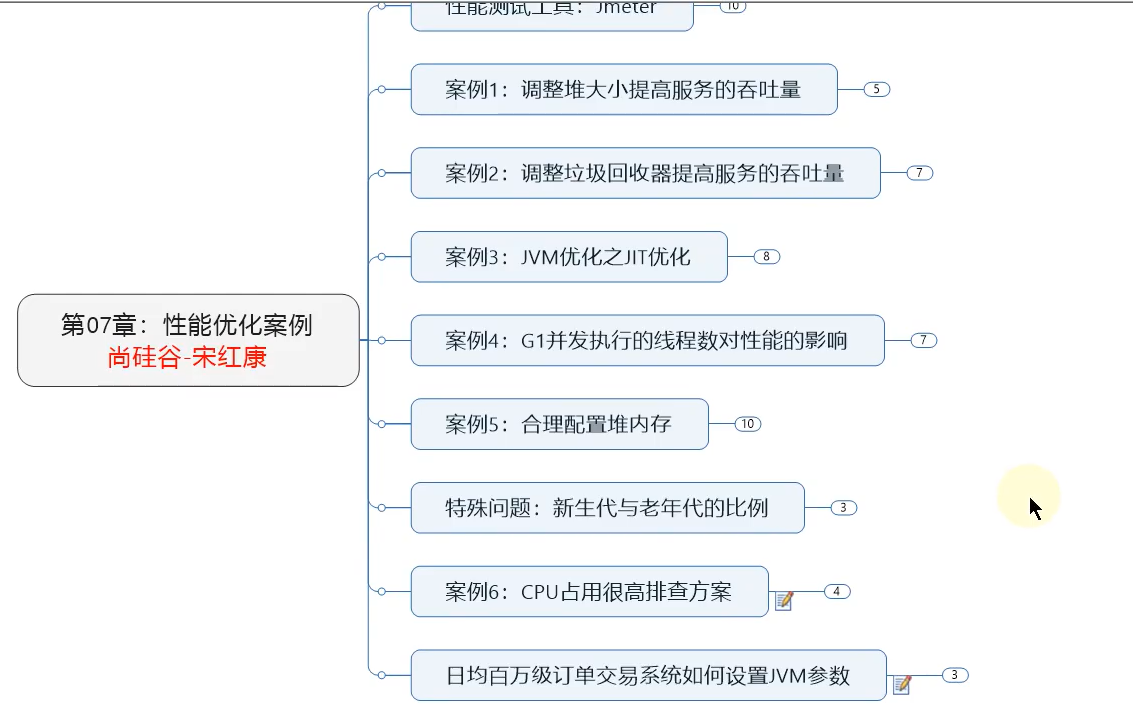 性能测试工具：Jmeter
10
案例1：调整堆大小提高服务的吞吐量
5
案例2：调整垃圾回收器提高服务的吞吐量
7
案例3：JVM优化之JIT优化
8
第07章：性能优化案例
尚硅谷-宋红康
案例4：G1并发执行的线程数对性能的影响
7
案例5：合理配置堆内存
10
特殊问题：新生代与老年代的比例
3
案例6：CPU占用很高排查方案
4
日均百万级订单交易系统如何设置JVM参数
3